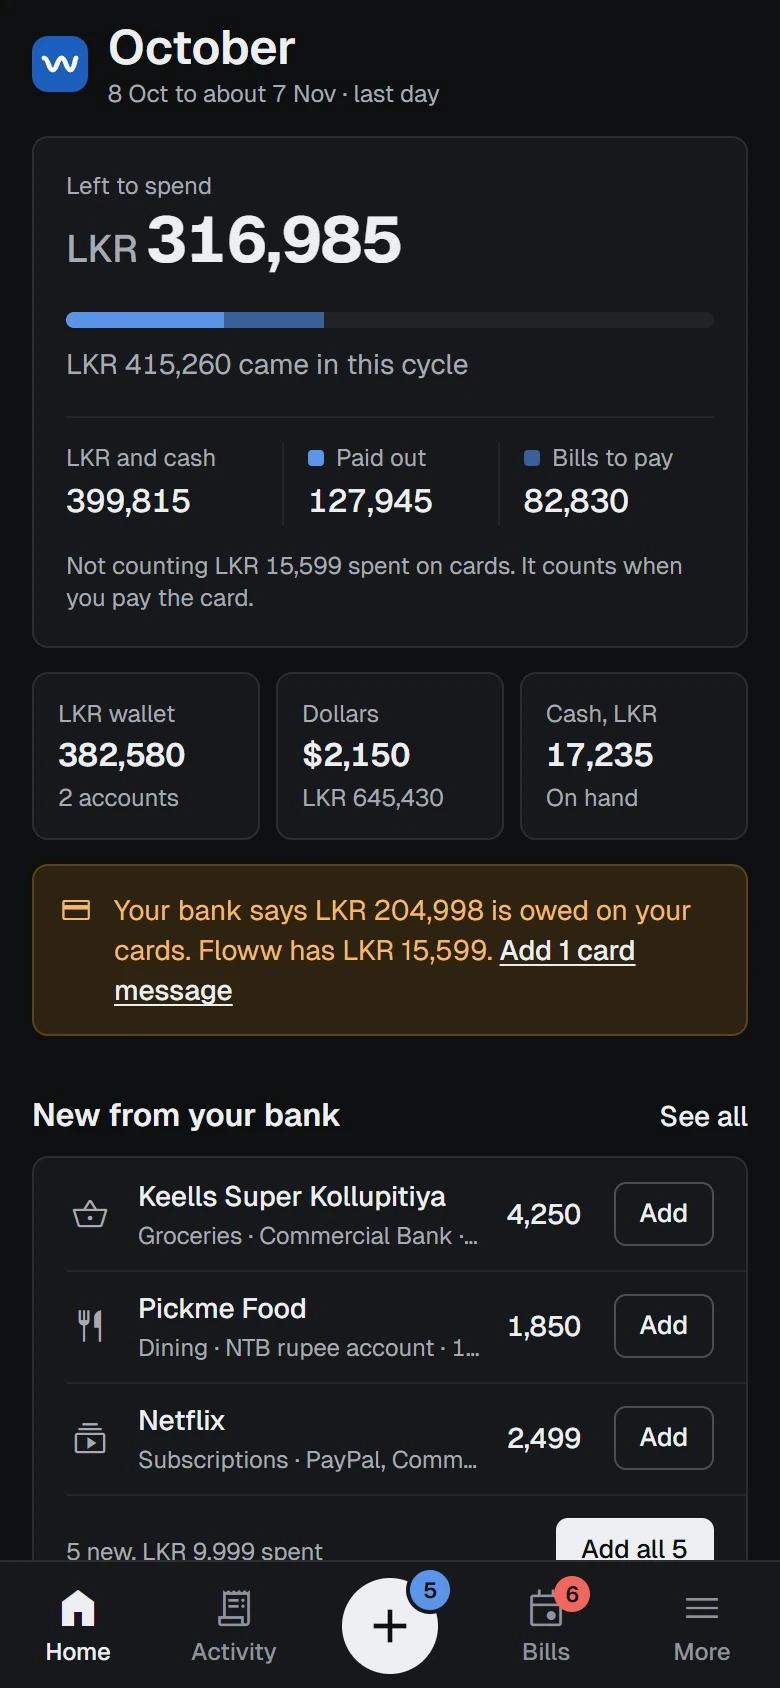 October
8 Oct to about 7 Nov · last day
Left to spend
LKR 316,985
LKR 415,260 came in this cycle
LKR and cash
399,815
Paid out
127,945
Bills to pay
82,830
Not counting LKR 15,599 spent on cards. It counts when
you pay the card.
LKR wallet
382,580
2 accounts
Dollars
$2,150
LKR 645,430
Cash, LKR
17,235
On hand
Your bank says LKR 204,998 is owed on your
cards. Floww has LKR 15,599. Add 1 card
message
New from your bank
See all
Keells Super Kollupitiya
Groceries · Commercial Bank ·…
4,250
Add
Pickme Food
Dining · NTB rupee account · 1…
1,850
Add
Netflix
Subscriptions · PayPal, Comm…
2,499
Add
5 new, LKR 9,999 spent
Add all 5
Home
Activity
5
6
Bills
More